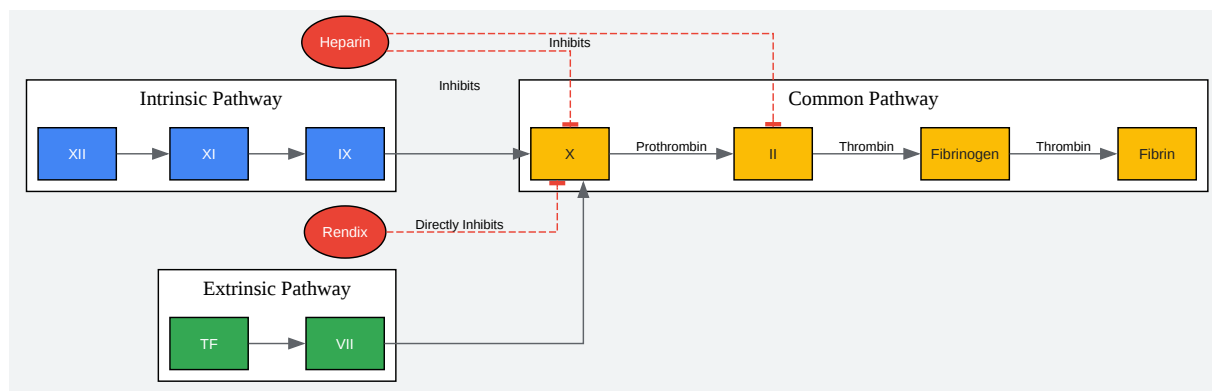 Heparin
Inhibits
Inhibits
Intrinsic Pathway
Common Pathway
XII
XI
IX
X
Prothrombin
II
Thrombin
Fibrinogen
Thrombin
Fibrin
Rendix
Directly Inhibits
Extrinsic Pathway
TF
VII